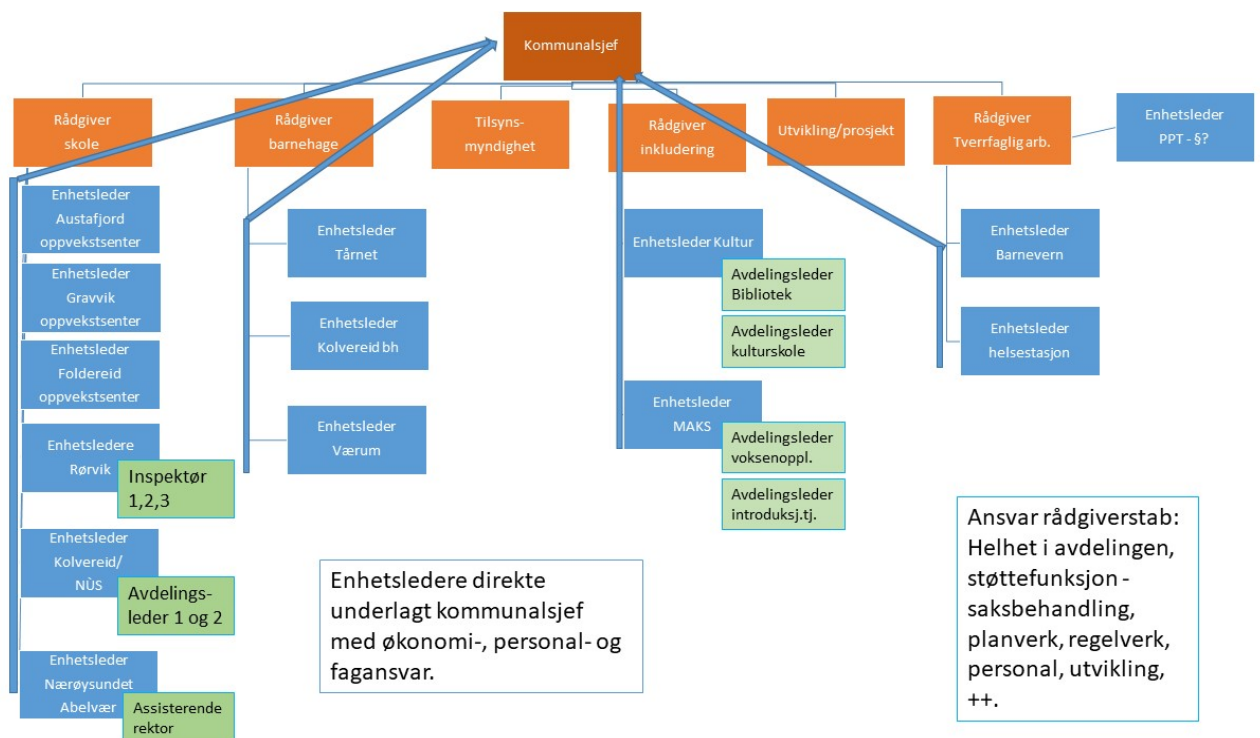 Kommunalsjef
Rådgiver
skole
Rådgiver
barnehage
Tilsyns-
myndighet
Rådgiver
inkludering
Utvikling/prosjekt
Rådgiver
Tverrfaglig arb.
Enhetsleder
PPT - §?
Enhetsleder
Austafjord
oppvekstsenter
Enhetsleder
Gravvik
oppvekstsenter
Enhetsleder
Foldereid
oppvekstsenter
Enhetsledere
Rørvik
Inspektør
1,2,3
Enhetsleder
Kolvereid/
NÙS
Avdelings-
leder 1 og 2
Enhetsleder
Nærøysundet
Abelvær
Assisterende
rektor
Enhetsleder
Tårnet
Enhetsleder
Kolvereid bh
Enhetsleder
Værum
Enhetsleder Kultur
Avdelingsleder
Bibliotek
Avdelingsleder
kulturskole
Enhetsleder
MAKS
Avdelingsleder
voksenoppl.
Avdelingsleder
introduksj.tj.
Enhetsleder
Barnevern
Enhetsleder
helsestasjon
Enhetsledere direkte
underlagt kommunalsjef
med økonomi-, personal- og
fagansvar.
Ansvar rådgiverstab:
Helhet i avdelingen,
støttefunksjon -
saksbehandling,
planverk, regelverk,
personal, utvikling,
++.